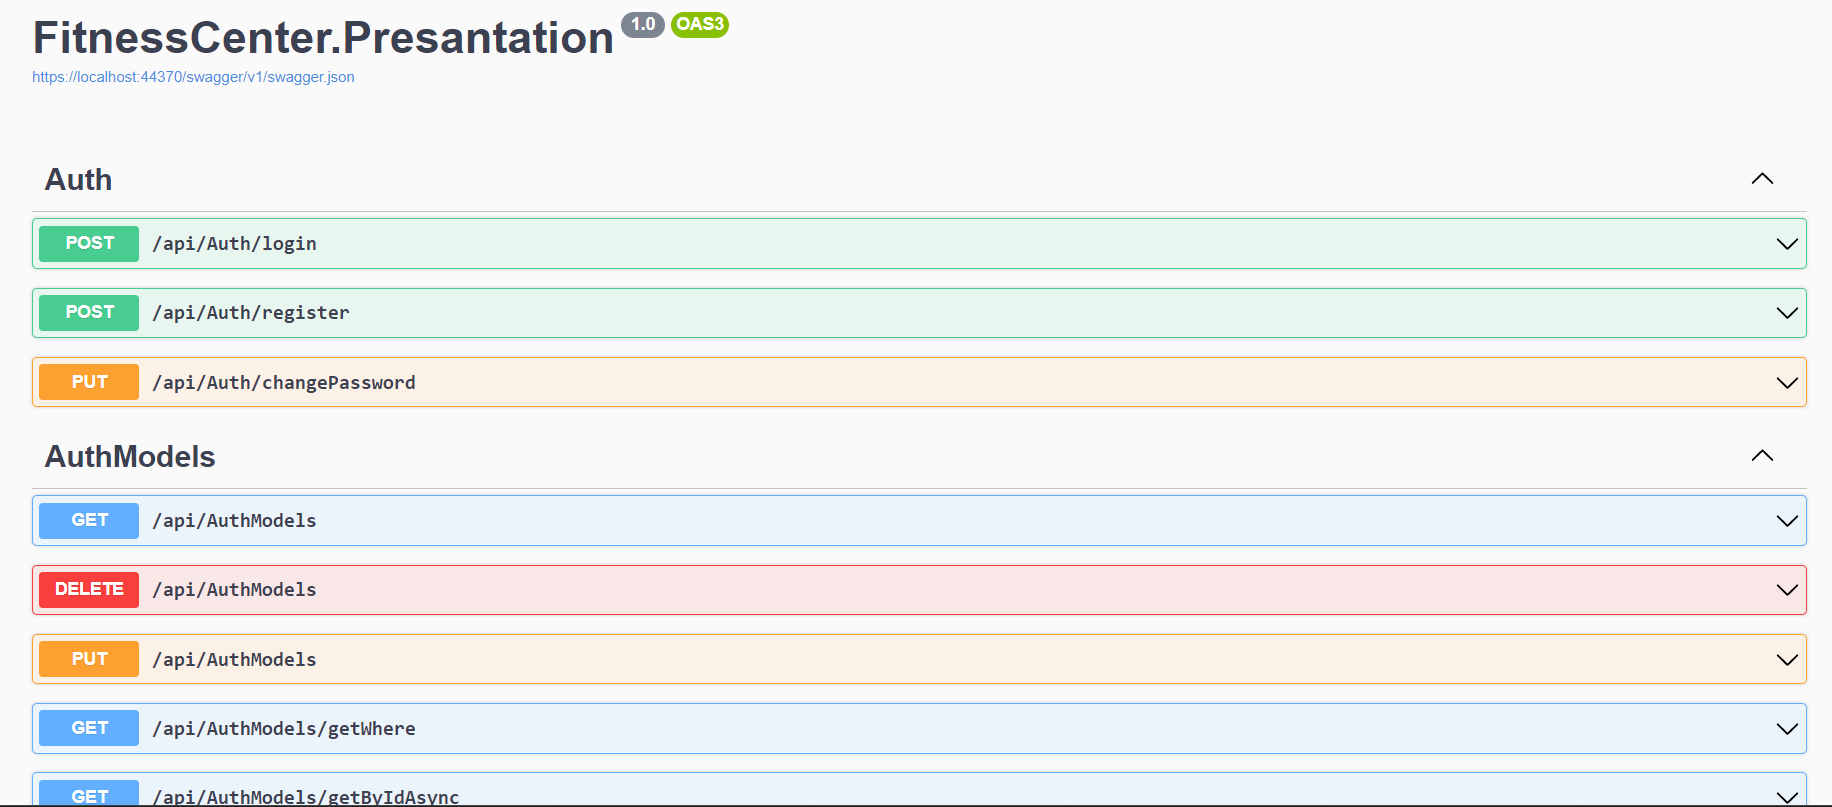 FitnessCenter.Presantation 1.0 OAS3
https://localhost:44370/swagger/v1/swagger.json
Auth
POST /api/Auth/login
POST /api/Auth/register
PUT /api/Auth/changePassword
AuthModels
GET /api/AuthModels
DELETE /api/AuthModels
PUT /api/AuthModels
GET /api/AuthModels/getWhere
GET /api/AuthModels/getByIdAsync